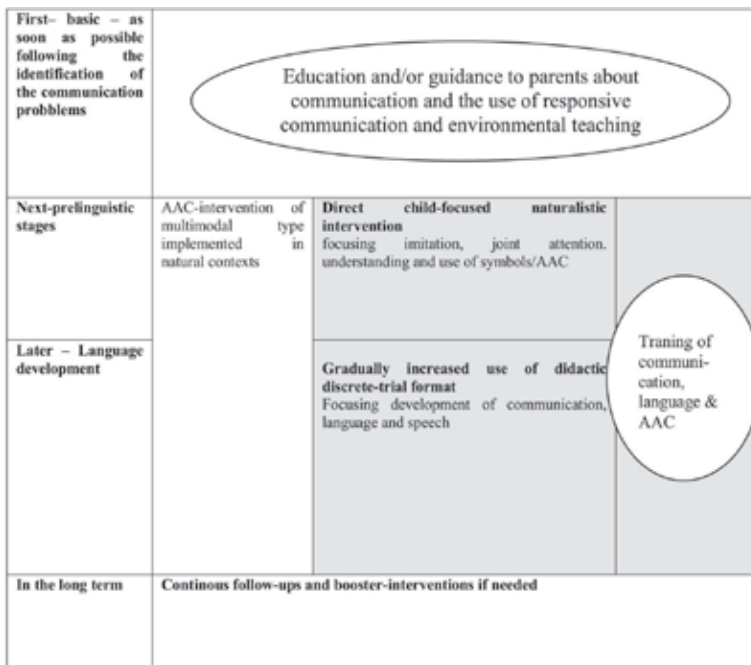 First– basic – as
soon as possible
following the
identification of
the communication
probblems
Education and/or guidance to parents about
communication and the use of responsive
communication and environmental teaching
Next-prelinguistic
stages
AAC-intervention of
multimodal type
implemented in
natural contexts
Direct child-focused naturalistic
intervention
focusing imitation, joint attention.
understanding and use of symbols/AAC
Later – Language
development
Gradually increased use of didactic
discrete-trial format
Focusing development of communication,
language and speech
Traning of
communi-
cation,
language &
AAC
In the long term
Continous follow-ups and booster-interventions if needed